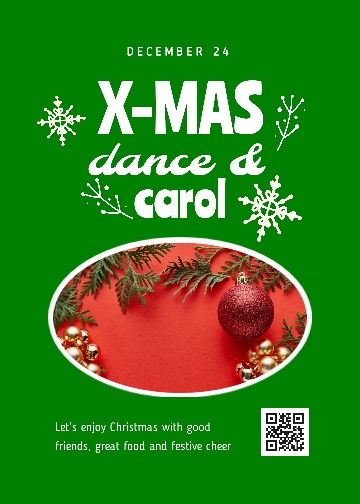 DECEMBER 24
X-MAS
dance &
carol
Let's enjoy Christmas with good
friends, great food and festive cheer